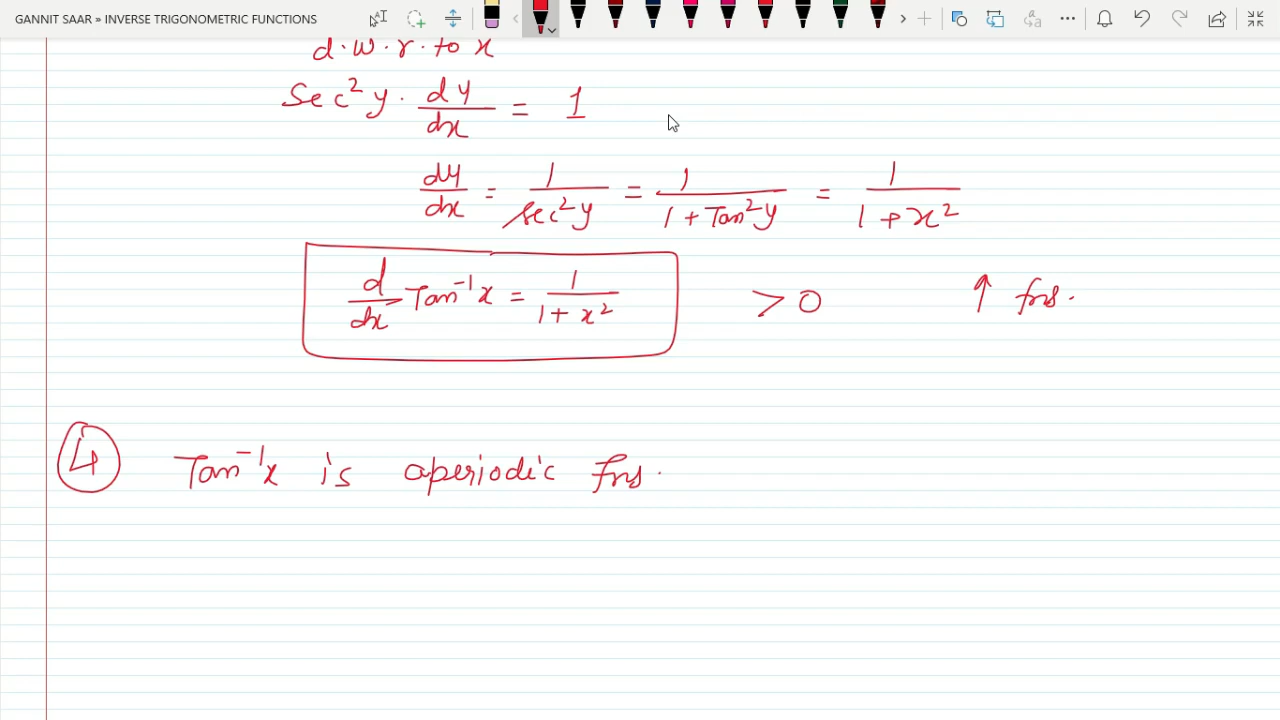 GANNIT SAAR » INVERSE TRIGONOMETRIC FUNCTIONS
d.w.r.to x
Sec²y . dy/dx = 1
dy/dx = 1/sec²y = 1/(1 + Tan²y) = 1/(1 + x²)
d/dx Tan⁻¹x = 1/(1 + x²) > 0 ↑ fns.
④ Tan⁻¹x is aperiodic fns.